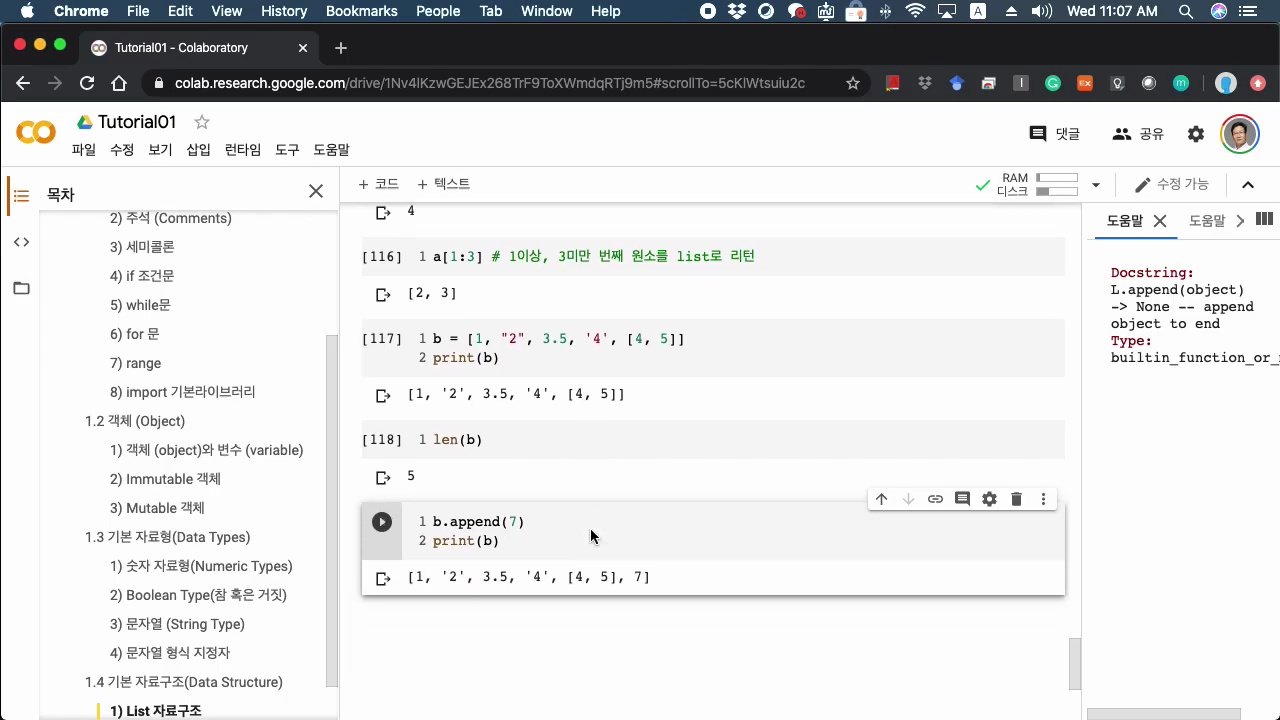 Chrome File Edit View History Bookmarks People Tab Window Help A Wed 11:07 AM
Tutorial01 - Colaboratory
colab.research.google.com/drive/1Nv4lKzwGEJEx268TrF9ToXWmdqRTj9m5#scrollTo=5cKlWtsuiu2c
Tutorial01
댓글 공유
파일 수정 보기 삽입 런타임 도구 도움말
목차
+ 코드 + 텍스트
RAM
디스크
수정 가능
2) 주석 (Comments)
3) 세미콜론
4) if 조건문
5) while문
6) for 문
7) range
8) import 기본라이브러리
1.2 객체 (Object)
1) 객체 (object)와 변수 (variable)
2) Immutable 객체
3) Mutable 객체
1.3 기본 자료형(Data Types)
1) 숫자 자료형(Numeric Types)
2) Boolean Type(참 혹은 거짓)
3) 문자열 (String Type)
4) 문자열 형식 지정자
1.4 기본 자료구조(Data Structure)
1) List 자료구조
4
[116] 1 a[1:3] # 1이상, 3미만 번째 원소를 list로 리턴
[2, 3]
[117] 1 b = [1, "2", 3.5, '4', [4, 5]]
2 print(b)
[1, '2', 3.5, '4', [4, 5]]
[118] 1 len(b)
5
1 b.append(7)
2 print(b)
[1, '2', 3.5, '4', [4, 5], 7]
도움말 도움말
Docstring:
L.append(object)
-> None -- append
object to end
Type:
builtin_function_or_